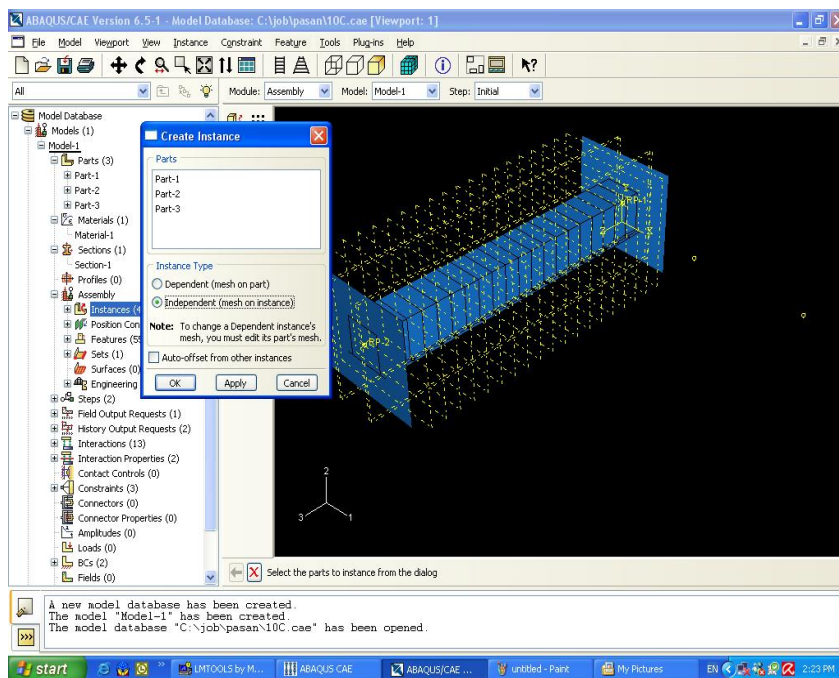 ABAQUS/CAE Version 6.5-1 - Model Database: C:\job\pasan\10C.cae [Viewport: 1]
File Model Viewport View Instance Constraint Feature Tools Plug-ins Help
All Module: Assembly Model: Model-1 Step: Initial
Model Database
Models (1)
Model-1
Parts (3)
Part-1
Part-2
Part-3
Materials (1)
Material-1
Sections (1)
Section-1
Profiles (0)
Assembly
Instances (4
Position Con
Features (55
Sets (1)
Surfaces (0)
Engineering
Steps (2)
Field Output Requests (1)
History Output Requests (2)
Interactions (13)
Interaction Properties (2)
Contact Controls (0)
Constraints (3)
Connectors (0)
Connector Properties (0)
Amplitudes (0)
Loads (0)
BCs (2)
Fields (0)
Create Instance
Parts
Part-1
Part-2
Part-3
Instance Type
Dependent (mesh on part)
Independent (mesh on instance)
Note: To change a Dependent instance's
mesh, you must edit its part's mesh.
Auto-offset from other instances
OK Apply Cancel
RP-1
RP-2
2
3
1
Select the parts to instance from the dialog
A new model database has been created.
The model "Model-1" has been created.
The model database "C:\job\pasan\10C.cae" has been opened.
start LMTOOLS by M... ABAQUS CAE ABAQUS/CAE ... untitled - Paint My Pictures EN 2:23 PM